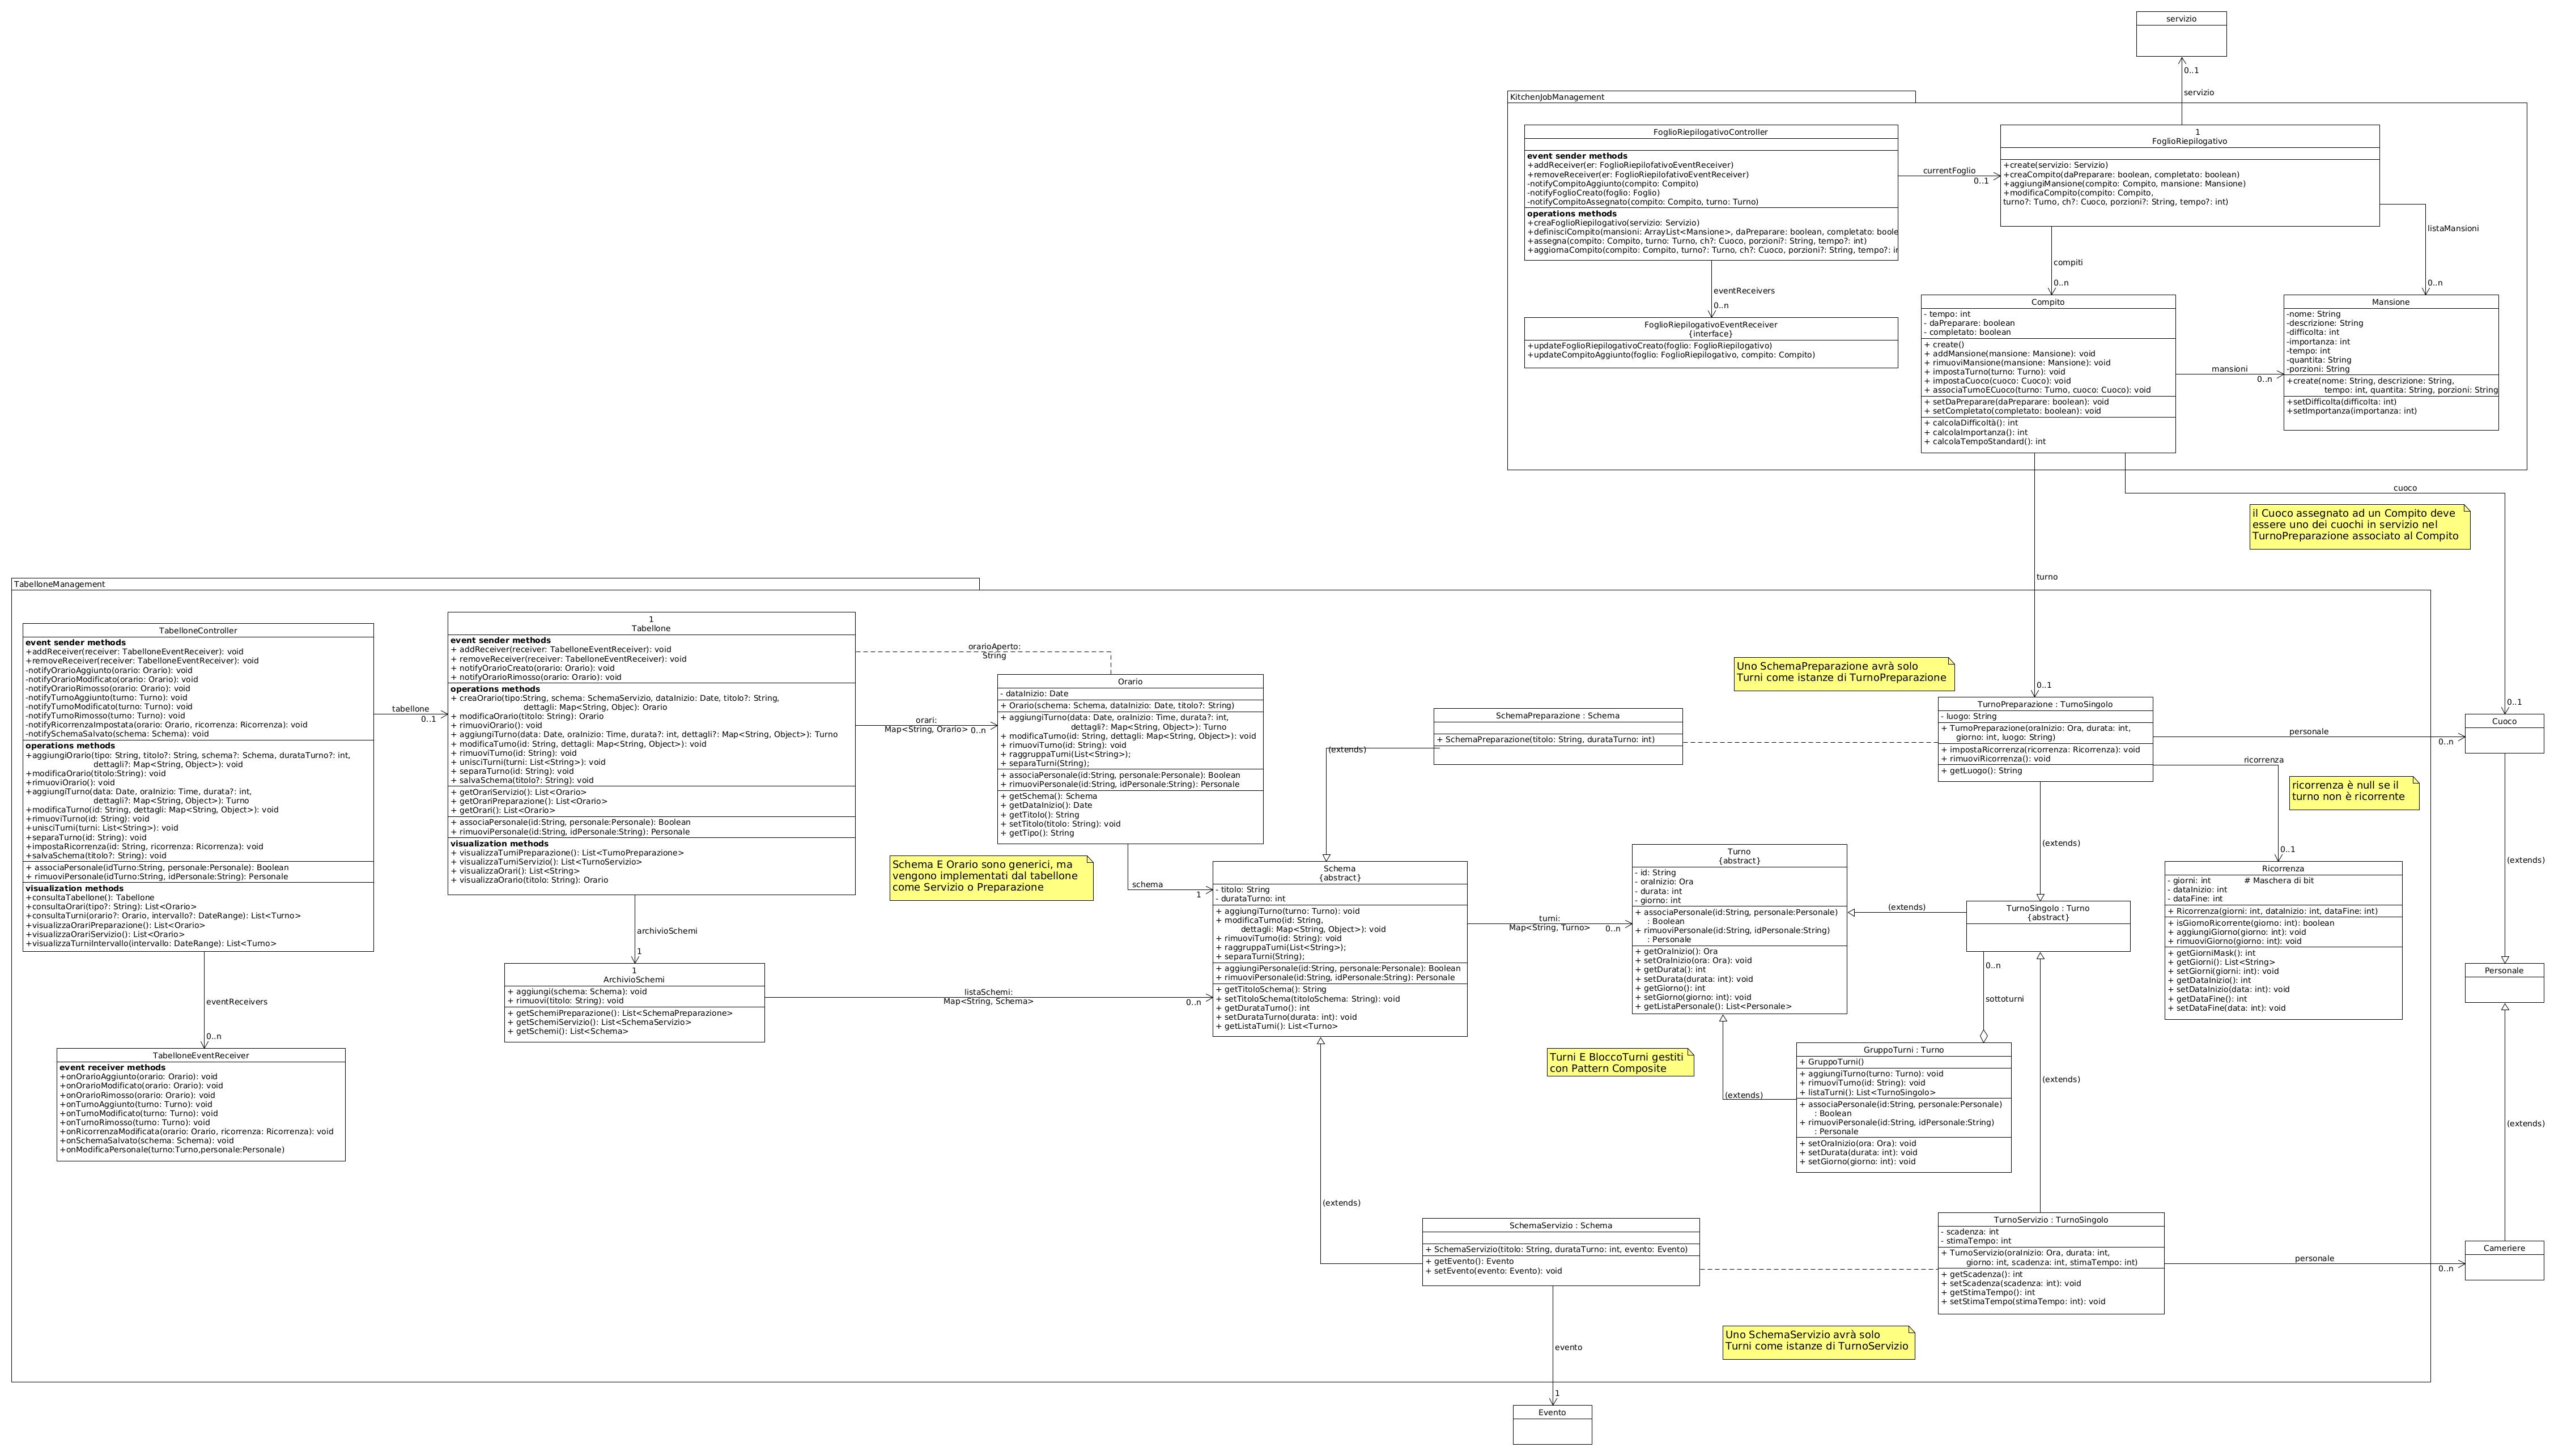 servizio
0..1
servizio
KitchenJobManagement
FoglioRiepilogativoController
event sender methods
+addReceiver(er: FoglioRiepilofativoEventReceiver)
+removeReceiver(er: FoglioRiepilofativoEventReceiver)
-notifyCompitoAggiunto(compito: Compito)
-notifyFoglioCreato(foglio: Foglio)
-notifyCompitoAssegnato(compito: Compito, turno: Turno)
operations methods
+creaFoglioRiepilogativo(servizio: Servizio)
+definisciCompito(mansioni: ArrayList<Mansione>, daPreparare: boolean, completato: boole
+assegna(compito: Compito, turno: Turno, ch?: Cuoco, porzioni?: String, tempo?: int)
+aggiornaCompito(compito: Compito, turno?: Turno, ch?: Cuoco, porzioni?: String, tempo?: in
currentFoglio
0..1
1
FoglioRiepilogativo
+create(servizio: Servizio)
+creaCompito(daPreparare: boolean, completato: boolean)
+aggiungiMansione(compito: Compito, mansione: Mansione)
+modificaCompito(compito: Compito,
turno?: Turno, ch?: Cuoco, porzioni?: String, tempo?: int)
listaMansioni
0..n
compiti
0..n
eventReceivers
0..n
FoglioRiepilogativoEventReceiver
{interface}
+updateFoglioRiepilogativoCreato(foglio: FoglioRiepilogativo)
+updateCompitoAggiunto(foglio: FoglioRiepilogativo, compito: Compito)
Compito
- tempo: int
- daPreparare: boolean
- completato: boolean
+ create()
+ addMansione(mansione: Mansione): void
+ rimuoviMansione(mansione: Mansione): void
+ impostaTurno(turno: Turno): void
+ impostaCuoco(cuoco: Cuoco): void
+ associaTurnoECuoco(turno: Turno, cuoco: Cuoco): void
+ setDaPreparare(daPreparare: boolean): void
+ setCompletato(completato: boolean): void
+ calcolaDifficoltà(): int
+ calcolaImportanza(): int
+ calcolaTempoStandard(): int
mansioni
0..n
Mansione
-nome: String
-descrizione: String
-difficolta: int
-importanza: int
-tempo: int
-quantita: String
-porzioni: String
+create(nome: String, descrizione: String,
tempo: int, quantita: String, porzioni: String
+setDifficolta(difficolta: int)
+setImportanza(importanza: int)
cuoco
il Cuoco assegnato ad un Compito deve
essere uno dei cuochi in servizio nel
TurnoPreparazione associato al Compito
turno
0..1
0..1
TabelloneManagement
TabelloneController
event sender methods
+addReceiver(receiver: TabelloneEventReceiver): void
+removeReceiver(receiver: TabelloneEventReceiver): void
-notifyOrarioAggiunto(orario: Orario): void
-notifyOrarioModificato(orario: Orario): void
-notifyOrarioRimosso(orario: Orario): void
-notifyTurnoAggiunto(turno: Turno): void
-notifyTurnoModificato(turno: Turno): void
-notifyTurnoRimosso(turno: Turno): void
-notifyRicorrenzaImpostata(orario: Orario, ricorrenza: Ricorrenza): void
-notifySchemaSalvato(schema: Schema): void
operations methods
+aggiungiOrario(tipo: String, titolo?: String, schema?: Schema, durataTurno?: int,
dettagli?: Map<String, Object>): void
+modificaOrario(titolo:String): void
+rimuoviOrario(): void
+aggiungiTurno(data: Date, oraInizio: Time, durata?: int,
dettagli?: Map<String, Object>): Turno
+modificaTurno(id: String, dettagli: Map<String, Object>): void
+rimuoviTurno(id: String): void
+unisciTurni(turni: List<String>): void
+separaTurno(id: String): void
+impostaRicorrenza(id: String, ricorrenza: Ricorrenza): void
+salvaSchema(titolo?: String): void
+ associaPersonale(idTurno:String, personale:Personale): Boolean
+ rimuoviPersonale(idTurno:String, idPersonale:String): Personale
visualization methods
+consultaTabellone(): Tabellone
+consultaOrari(tipo?: String): List<Orario>
+consultaTurni(orario?: Orario, intervallo?: DateRange): List<Turno>
+visualizzaOrariPreparazione(): List<Orario>
+visualizzaOrariServizio(): List<Orario>
+visualizzaTurniIntervallo(intervallo: DateRange): List<Turno>
tabellone
0..1
1
Tabellone
event sender methods
+ addReceiver(receiver: TabelloneEventReceiver): void
+ removeReceiver(receiver: TabelloneEventReceiver): void
+ notifyOrarioCreato(orario: Orario): void
+ notifyOrarioRimosso(orario: Orario): void
operations methods
+ creaOrario(tipo:String, schema: SchemaServizio, dataInizio: Date, titolo?: String,
dettagli: Map<String, Objec): Orario
+ modificaOrario(titolo: String): Orario
+ rimuoviOrario(): void
+ aggiungiTurno(data: Date, oraInizio: Time, durata?: int, dettagli?: Map<String, Object>): Turno
+ modificaTurno(id: String, dettagli: Map<String, Object>): void
+ rimuoviTurno(id: String): void
+ unisciTurni(turni: List<String>): void
+ separaTurno(id: String): void
+ salvaSchema(titolo?: String): void
+ getOrariServizio(): List<Orario>
+ getOrariPreparazione(): List<Orario>
+ getOrari(): List<Orario>
+ associaPersonale(id:String, personale:Personale): Boolean
+ rimuoviPersonale(id:String, idPersonale:String): Personale
visualization methods
+ visualizzaTurniPreparazione(): List<TurnoPreparazione>
+ visualizzaTurniServizio(): List<TurnoServizio>
+ visualizzaOrari(): List<String>
+ visualizzaOrario(titolo: String): Orario
orarioAperto:
String
orari:
Map<String, Orario>
0..n
Orario
- dataInizio: Date
+ Orario(schema: Schema, dataInizio: Date, titolo?: String)
+ aggiungiTurno(data: Date, oraInizio: Time, durata?: int,
dettagli?: Map<String, Object>): Turno
+ modificaTurno(id: String, dettagli: Map<String, Object>): void
+ rimuoviTurno(id: String): void
+ raggruppaTurni(List<String>);
+ separaTurni(String);
+ associaPersonale(id:String, personale:Personale): Boolean
+ rimuoviPersonale(id:String, idPersonale:String): Personale
+ getSchema(): Schema
+ getDataInizio(): Date
+ getTitolo(): String
+ setTitolo(titolo: String): void
+ getTipo(): String
Schema E Orario sono generici, ma
vengono implementati dal tabellone
come Servizio o Preparazione
schema
1
SchemaPreparazione : Schema
+ SchemaPreparazione(titolo: String, durataTurno: int)
(extends)
Uno SchemaPreparazione avrà solo
Turni come istanze di TurnoPreparazione
TurnoPreparazione : TurnoSingolo
- luogo: String
+ TurnoPreparazione(oraInizio: Ora, durata: int,
giorno: int, luogo: String)
+ impostaRicorrenza(ricorrenza: Ricorrenza): void
+ rimuoviRicorrenza(): void
+ getLuogo(): String
personale
0..n
Cuoco
ricorrenza
ricorrenza è null se il
turno non è ricorrente
0..1
(extends)
(extends)
Schema
{abstract}
- titolo: String
- durataTurno: int
+ aggiungiTurno(turno: Turno): void
+ modificaTurno(id: String,
dettagli: Map<String, Object>): void
+ rimuoviTurno(id: String): void
+ raggruppaTurni(List<String>);
+ separaTurni(String);
+ aggiungiPersonale(id:String, personale:Personale): Boolean
+ rimuoviPersonale(id:String, idPersonale:String): Personale
+ getTitoloSchema(): String
+ setTitoloSchema(titoloSchema: String): void
+ getDurataTurno(): int
+ setDurataTurno(durata: int): void
+ getListaTurni(): List<Turno>
turni:
Map<String, Turno>
0..n
Turno
{abstract}
- id: String
- oraInizio: Ora
- durata: int
- giorno: int
+ associaPersonale(id:String, personale:Personale)
: Boolean
+ rimuoviPersonale(id:String, idPersonale:String)
: Personale
+ getOraInizio(): Ora
+ setOraInizio(ora: Ora): void
+ getDurata(): int
+ setDurata(durata: int): void
+ getGiorno(): int
+ setGiorno(giorno: int): void
+ getListaPersonale(): List<Personale>
(extends)
TurnoSingolo : Turno
{abstract}
0..n
sottoturni
Ricorrenza
- giorni: int # Maschera di bit
- dataInizio: int
- dataFine: int
+ Ricorrenza(giorni: int, dataInizio: int, dataFine: int)
+ isGiornoRicorrente(giorno: int): boolean
+ aggiungiGiorno(giorno: int): void
+ rimuoviGiorno(giorno: int): void
+ getGiorniMask(): int
+ getGiorni(): List<String>
+ setGiorni(giorni: int): void
+ getDataInizio(): int
+ setDataInizio(data: int): void
+ getDataFine(): int
+ setDataFine(data: int): void
Personale
archivioSchemi
1
1
ArchivioSchemi
+ aggiungi(schema: Schema): void
+ rimuovi(titolo: String): void
+ getSchemiPreparazione(): List<SchemaPreparazione>
+ getSchemiServizio(): List<SchemaServizio>
+ getSchemi(): List<Schema>
listaSchemi:
Map<String, Schema>
0..n
eventReceivers
0..n
TabelloneEventReceiver
event receiver methods
+onOrarioAggiunto(orario: Orario): void
+onOrarioModificato(orario: Orario): void
+onOrarioRimosso(orario: Orario): void
+onTurnoAggiunto(turno: Turno): void
+onTurnoModificato(turno: Turno): void
+onTurnoRimosso(turno: Turno): void
+onRicorrenzaModificata(orario: Orario, ricorrenza: Ricorrenza): void
+onSchemaSalvato(schema: Schema): void
+onModificaPersonale(turno:Turno,personale:Personale)
Turni E BloccoTurni gestiti
con Pattern Composite
(extends)
GruppoTurni : Turno
+ GruppoTurni()
+ aggiungiTurno(turno: Turno): void
+ rimuoviTurno(id: String): void
+ listaTurni(): List<TurnoSingolo>
+ associaPersonale(id:String, personale:Personale)
: Boolean
+ rimuoviPersonale(id:String, idPersonale:String)
: Personale
+ setOraInizio(ora: Ora): void
+ setDurata(durata: int): void
+ setGiorno(giorno: int): void
(extends)
(extends)
(extends)
SchemaServizio : Schema
+ SchemaServizio(titolo: String, durataTurno: int, evento: Evento)
+ getEvento(): Evento
+ setEvento(evento: Evento): void
TurnoServizio : TurnoSingolo
- scadenza: int
- stimaTempo: int
+ TurnoServizio(oraInizio: Ora, durata: int,
giorno: int, scadenza: int, stimaTempo: int)
+ getScadenza(): int
+ setScadenza(scadenza: int): void
+ getStimaTempo(): int
+ setStimaTempo(stimaTempo: int): void
personale
0..n
Cameriere
Uno SchemaServizio avrà solo
Turni come istanze di TurnoServizio
evento
1
Evento